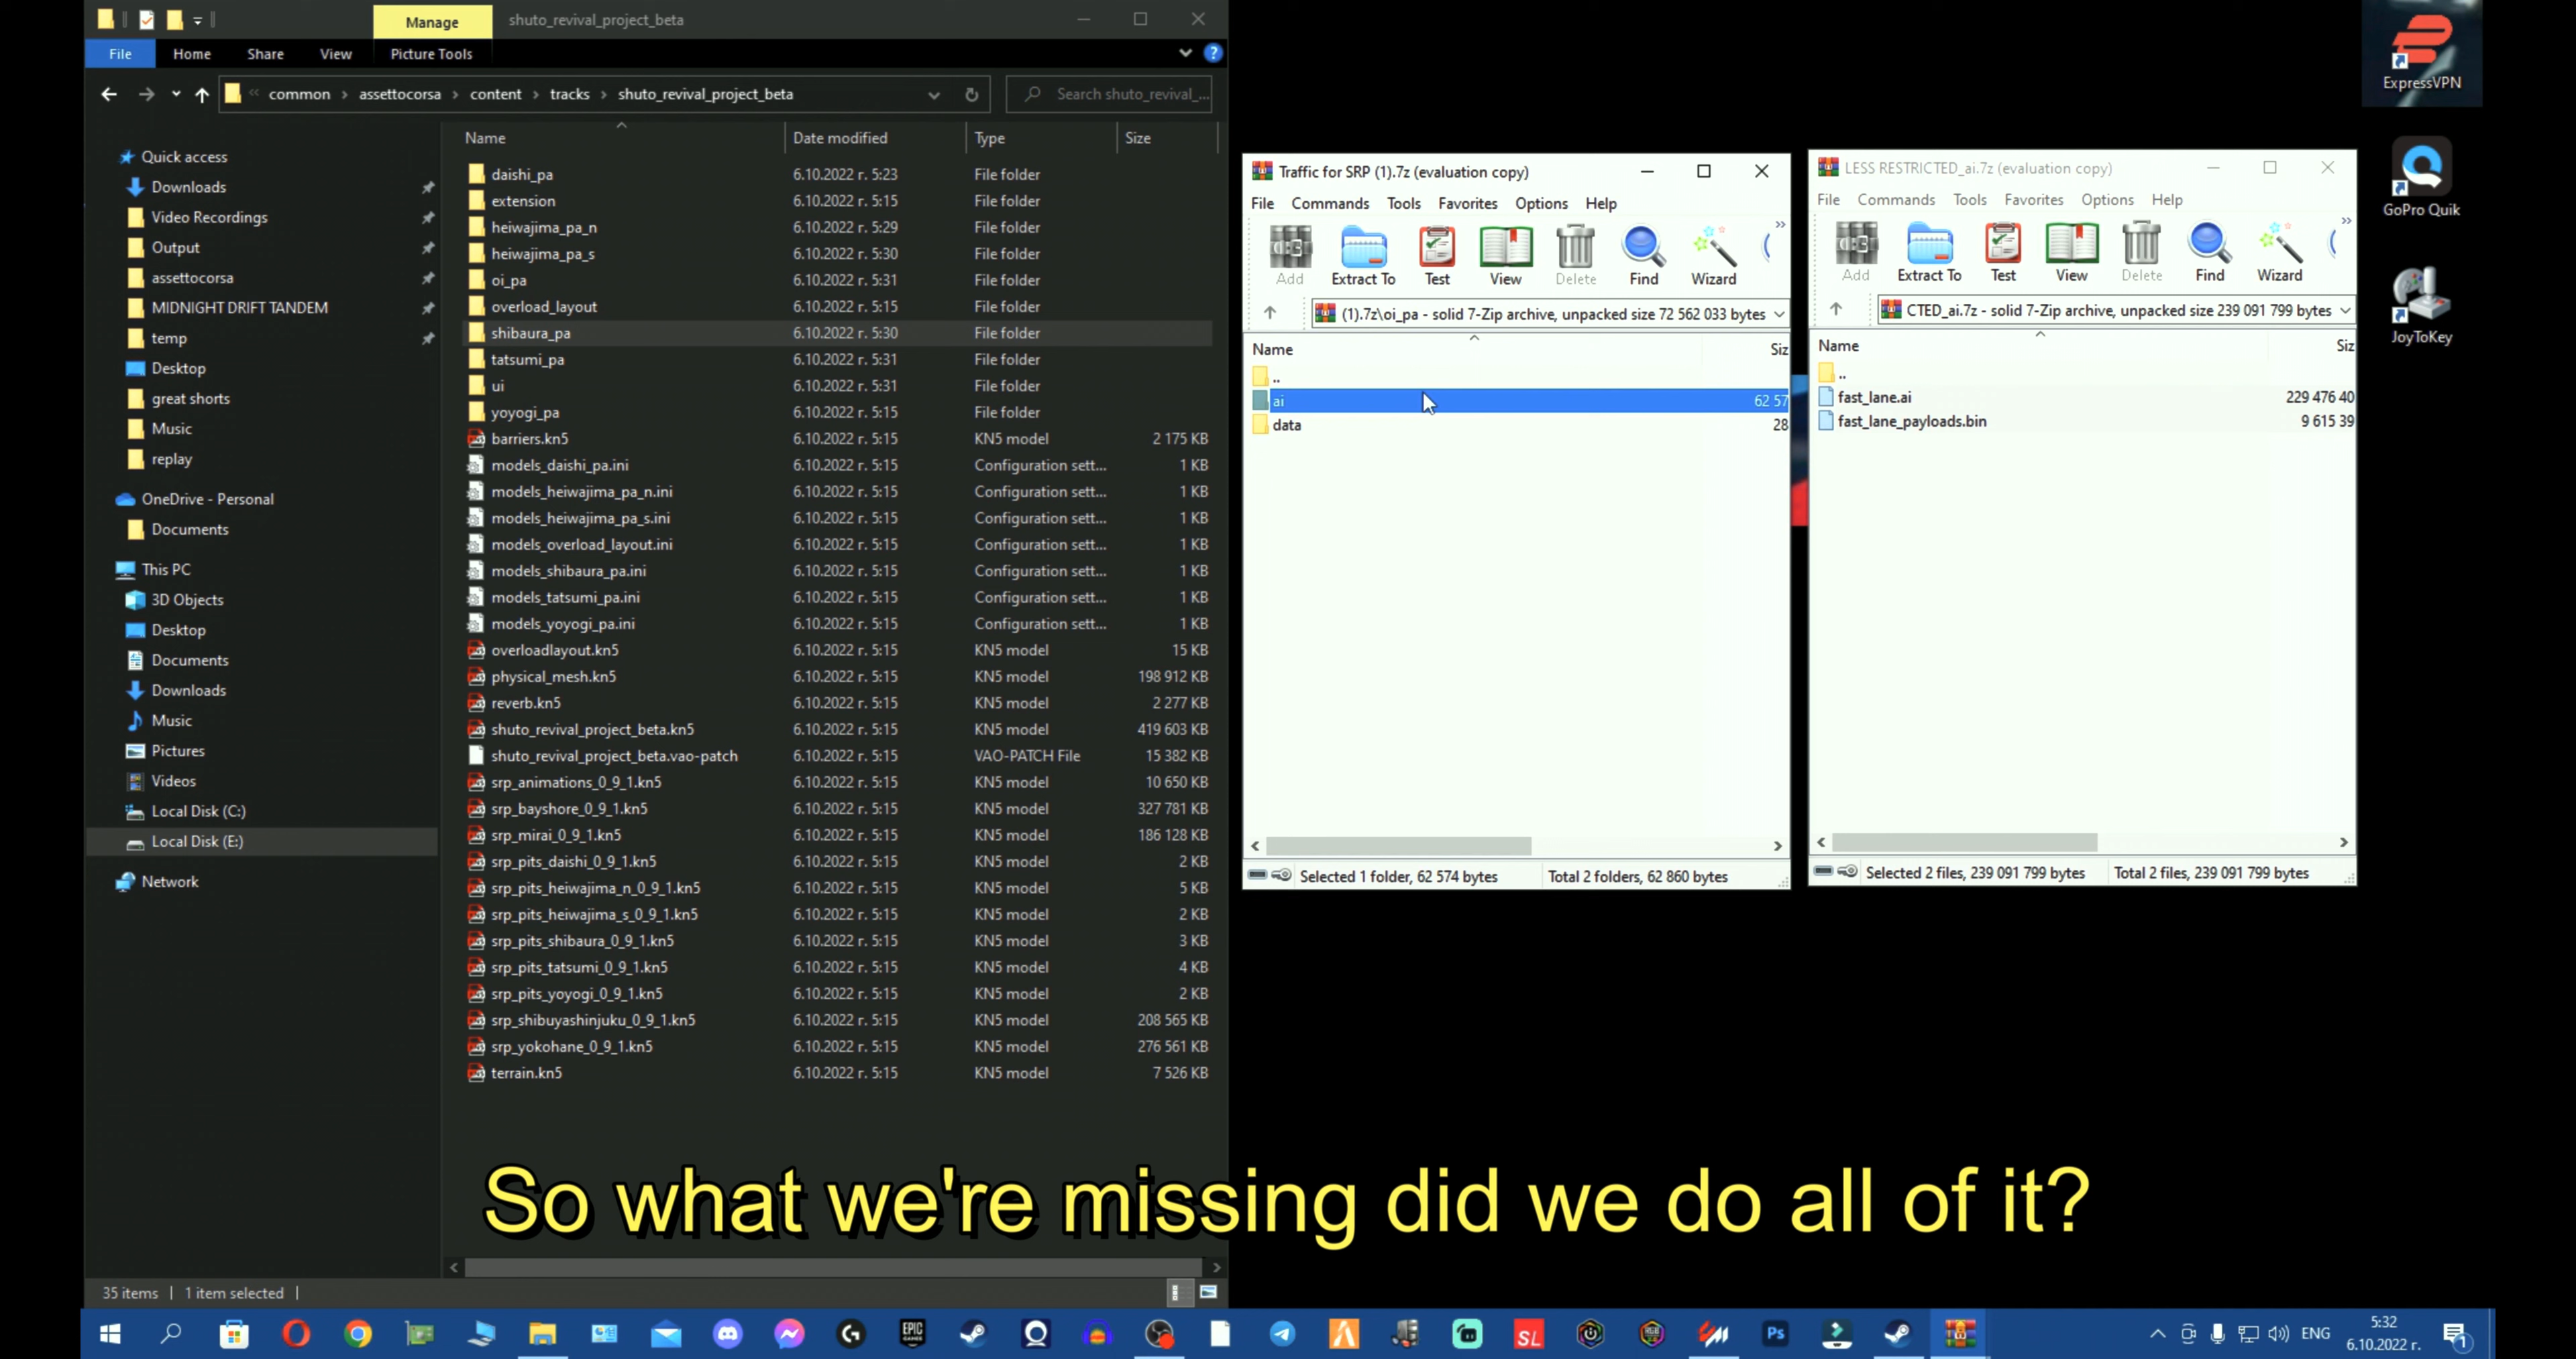 Manage
shuto_revival_project_beta
File
Home
Share
View
Picture Tools
common
assettocorsa
content
tracks
shuto_revival_project_beta
Search shuto_revival_...
Quick access
Downloads
Video Recordings
Output
assettocorsa
MIDNIGHT DRIFT TANDEM
temp
Desktop
great shorts
Music
replay
OneDrive - Personal
Documents
This PC
3D Objects
Desktop
Documents
Downloads
Music
Pictures
Videos
Local Disk (C:)
Local Disk (E:)
Network
Name Date modified Type Size
daishi_pa 6.10.2022 г. 5:23 File folder
extension 6.10.2022 г. 5:15 File folder
heiwajima_pa_n 6.10.2022 г. 5:29 File folder
heiwajima_pa_s 6.10.2022 г. 5:30 File folder
oi_pa 6.10.2022 г. 5:31 File folder
overload_layout 6.10.2022 г. 5:15 File folder
shibaura_pa 6.10.2022 г. 5:30 File folder
tatsumi_pa 6.10.2022 г. 5:31 File folder
ui 6.10.2022 г. 5:31 File folder
yoyogi_pa 6.10.2022 г. 5:15 File folder
barriers.kn5 6.10.2022 г. 5:15 KN5 model 2 175 KB
models_daishi_pa.ini 6.10.2022 г. 5:15 Configuration sett... 1 KB
models_heiwajima_pa_n.ini 6.10.2022 г. 5:15 Configuration sett... 1 KB
models_heiwajima_pa_s.ini 6.10.2022 г. 5:15 Configuration sett... 1 KB
models_overload_layout.ini 6.10.2022 г. 5:15 Configuration sett... 1 KB
models_shibaura_pa.ini 6.10.2022 г. 5:15 Configuration sett... 1 KB
models_tatsumi_pa.ini 6.10.2022 г. 5:15 Configuration sett... 1 KB
models_yoyogi_pa.ini 6.10.2022 г. 5:15 Configuration sett... 1 KB
overloadlayout.kn5 6.10.2022 г. 5:15 KN5 model 15 KB
physical_mesh.kn5 6.10.2022 г. 5:15 KN5 model 198 912 KB
reverb.kn5 6.10.2022 г. 5:15 KN5 model 2 277 KB
shuto_revival_project_beta.kn5 6.10.2022 г. 5:15 KN5 model 419 603 KB
shuto_revival_project_beta.vao-patch 6.10.2022 г. 5:15 VAO-PATCH File 15 382 KB
srp_animations_0_9_1.kn5 6.10.2022 г. 5:15 KN5 model 10 650 KB
srp_bayshore_0_9_1.kn5 6.10.2022 г. 5:15 KN5 model 327 781 KB
srp_mirai_0_9_1.kn5 6.10.2022 г. 5:15 KN5 model 186 128 KB
srp_pits_daishi_0_9_1.kn5 6.10.2022 г. 5:15 KN5 model 2 KB
srp_pits_heiwajima_n_0_9_1.kn5 6.10.2022 г. 5:15 KN5 model 5 KB
srp_pits_heiwajima_s_0_9_1.kn5 6.10.2022 г. 5:15 KN5 model 2 KB
srp_pits_shibaura_0_9_1.kn5 6.10.2022 г. 5:15 KN5 model 3 KB
srp_pits_tatsumi_0_9_1.kn5 6.10.2022 г. 5:15 KN5 model 4 KB
srp_pits_yoyogi_0_9_1.kn5 6.10.2022 г. 5:15 KN5 model 2 KB
srp_shibuyashinjuku_0_9_1.kn5 6.10.2022 г. 5:15 KN5 model 208 565 KB
srp_yokohane_0_9_1.kn5 6.10.2022 г. 5:15 KN5 model 276 561 KB
terrain.kn5 6.10.2022 г. 5:15 KN5 model 7 526 KB
35 items
1 item selected
Traffic for SRP (1).7z (evaluation copy)
File Commands Tools Favorites Options Help
Add Extract To Test View Delete Find Wizard
(1).7z\oi_pa - solid 7-Zip archive, unpacked size 72 562 033 bytes
Name Siz
..
ai 62 57
data 28
Selected 1 folder, 62 574 bytes
Total 2 folders, 62 860 bytes
LESS RESTRICTED_ai.7z (evaluation copy)
File Commands Tools Favorites Options Help
Add Extract To Test View Delete Find Wizard
CTED_ai.7z - solid 7-Zip archive, unpacked size 239 091 799 bytes
Name Siz
..
fast_lane.ai 229 476 40
fast_lane_payloads.bin 9 615 39
Selected 2 files, 239 091 799 bytes
Total 2 files, 239 091 799 bytes
ExpressVPN
GoPro Quik
JoyToKey
So what we're missing did we do all of it?
EPIC GAMES
SL
RGB
Ps
ENG
5:32
6.10.2022 г.
1